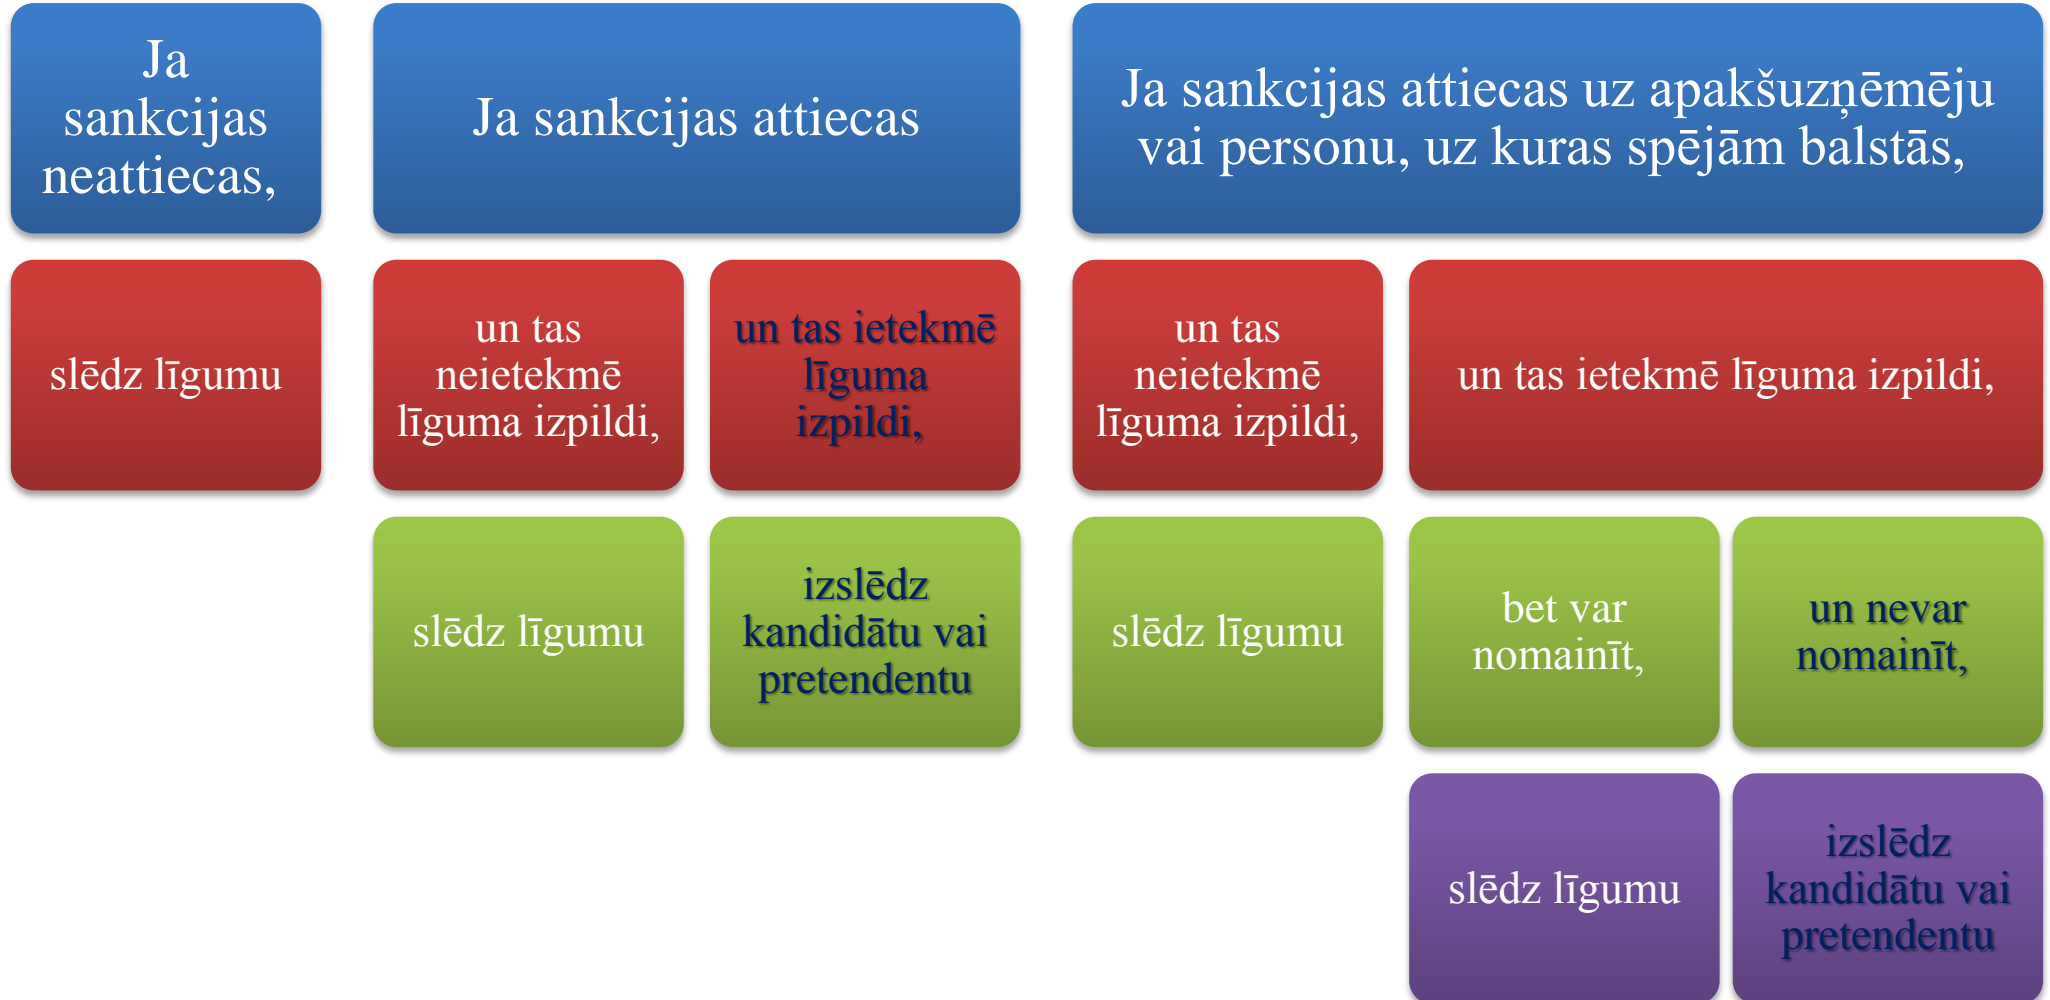 Ja
sankcijas
neattiecas,
Ja sankcijas attiecas
Ja sankcijas attiecas uz apakšuzņēmēju
vai personu, uz kuras spējām balstās,
slēdz līgumu
un tas
neietekmē
līguma izpildi,
un tas ietekmē
līguma
izpildi,
un tas
neietekmē
līguma izpildi,
un tas ietekmē līguma izpildi,
slēdz līgumu
izslēdz
kandidātu vai
pretendentu
slēdz līgumu
bet var
nomainīt,
un nevar
nomainīt,
slēdz līgumu
izslēdz
kandidātu vai
pretendentu